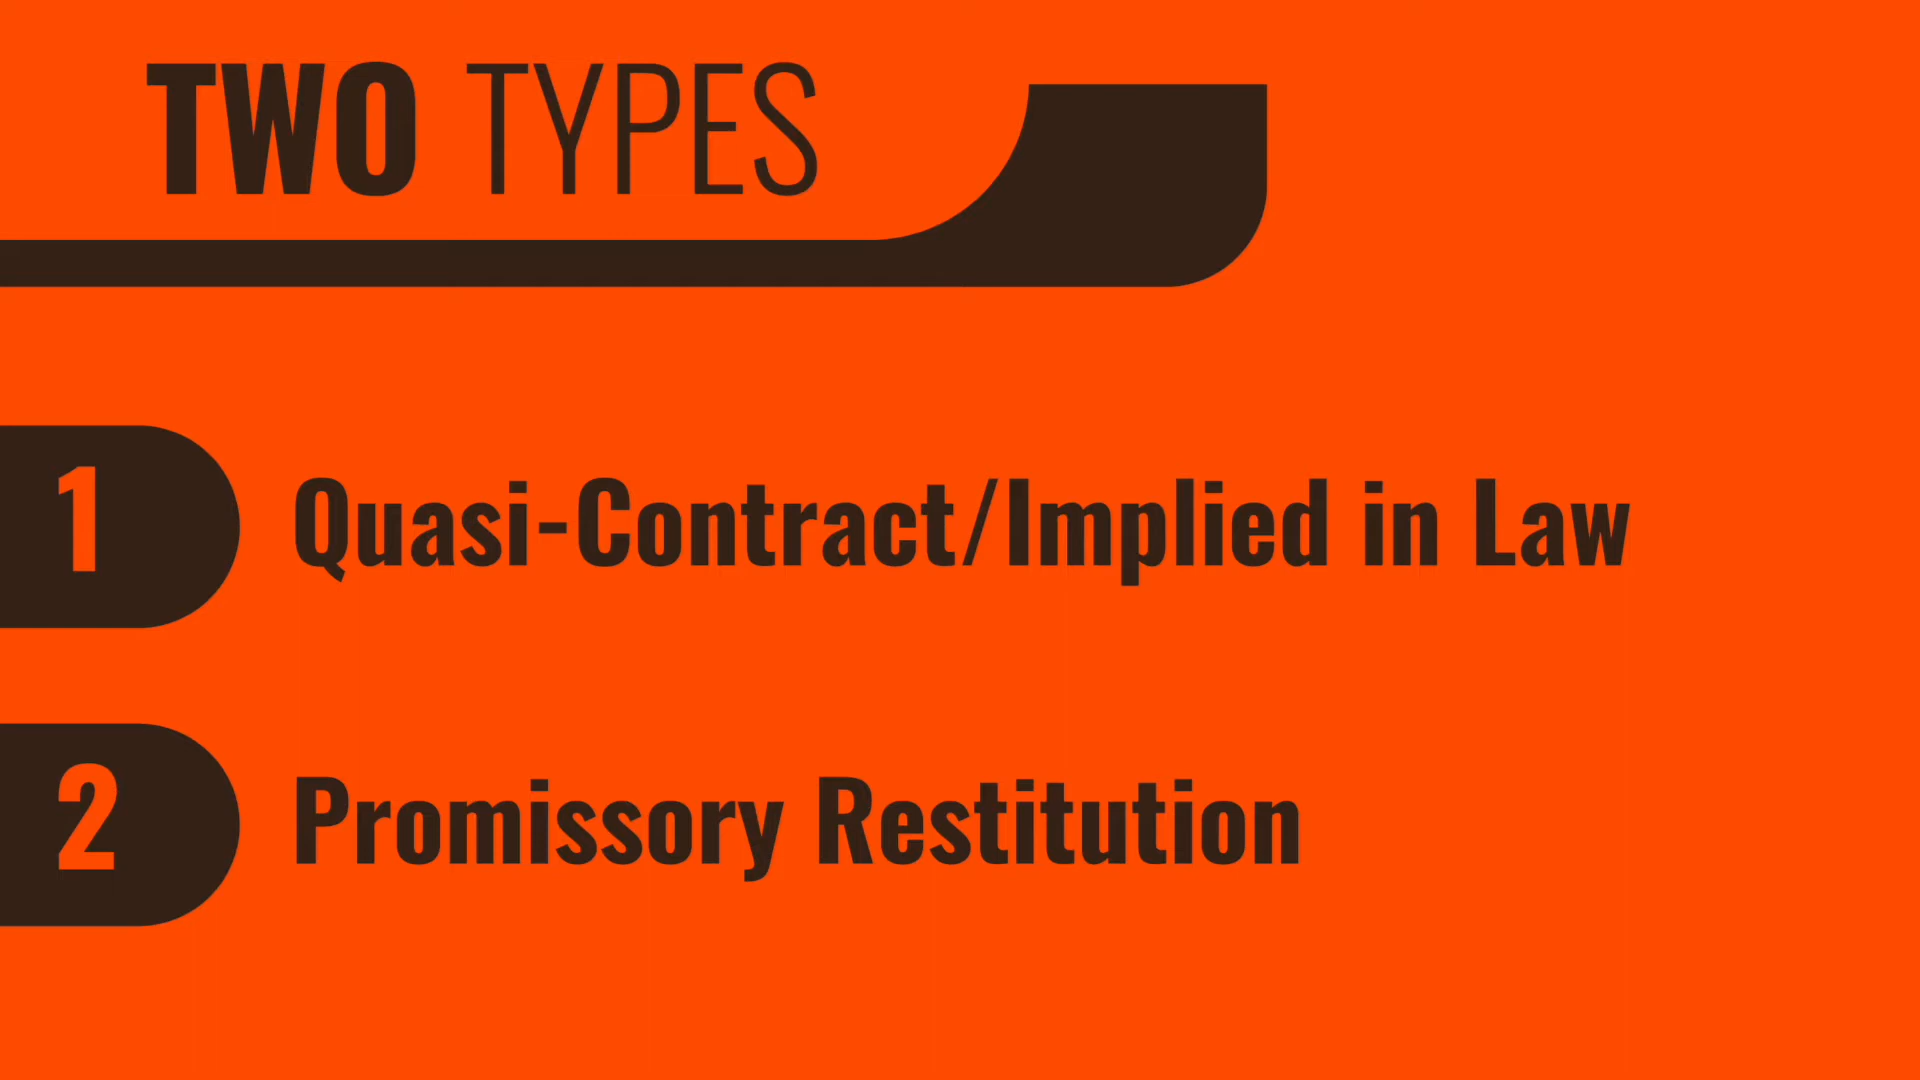 TWO TYPES
1 Quasi-Contract/Implied in Law
2 Promissory Restitution